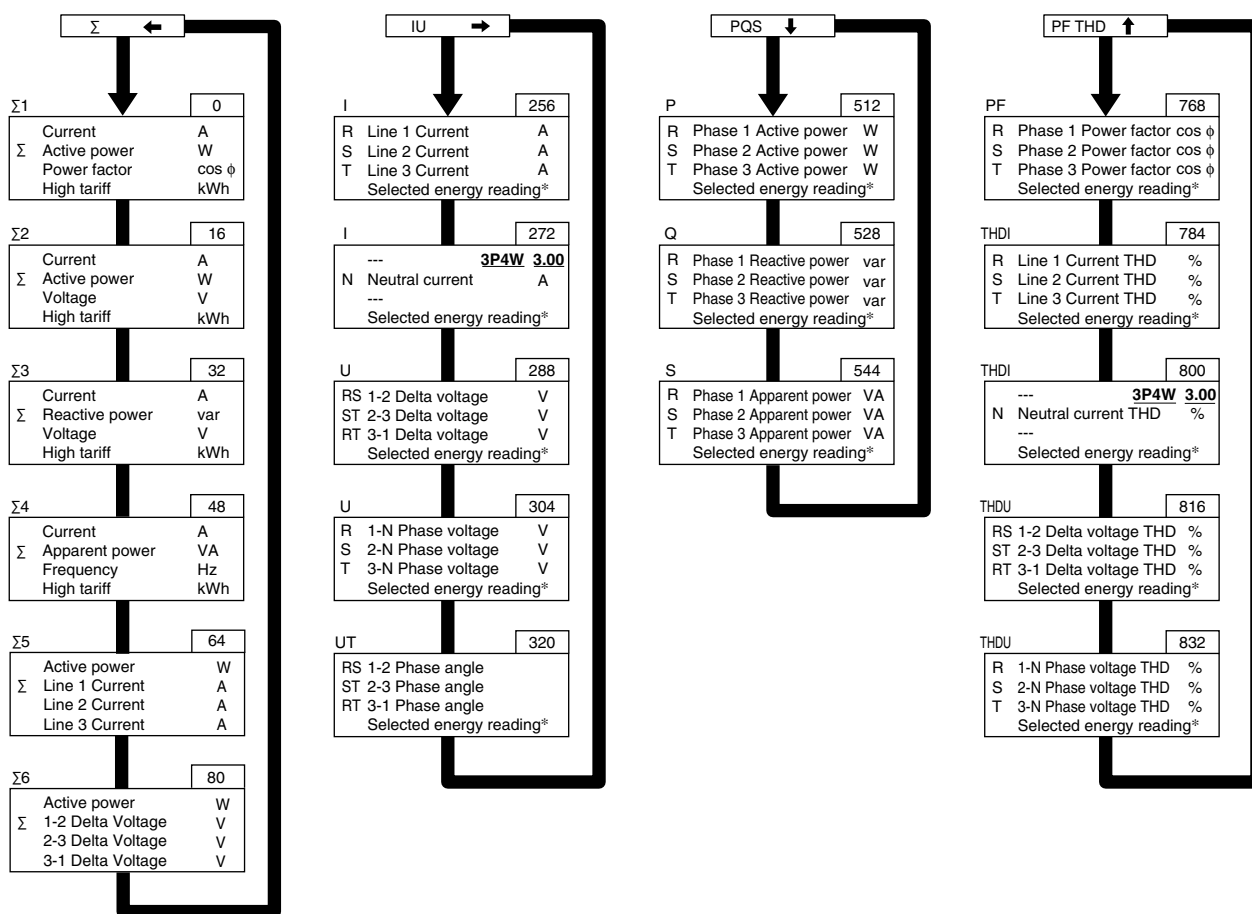 Σ ←
Σ1 0
Current A
Σ Active power W
Power factor cos ϕ
High tariff kWh
Σ2 16
Current A
Σ Active power W
Voltage V
High tariff kWh
Σ3 32
Current A
Σ Reactive power var
Voltage V
High tariff kWh
Σ4 48
Current A
Σ Apparent power VA
Frequency Hz
High tariff kWh
Σ5 64
Active power W
Σ Line 1 Current A
Line 2 Current A
Line 3 Current A
Σ6 80
Active power W
Σ 1-2 Delta Voltage V
2-3 Delta Voltage V
3-1 Delta Voltage V
IU →
I 256
R Line 1 Current A
S Line 2 Current A
T Line 3 Current A
Selected energy reading*
I 272
--- 3P4W 3.00
N Neutral current A
---
Selected energy reading*
U 288
RS 1-2 Delta voltage V
ST 2-3 Delta voltage V
RT 3-1 Delta voltage V
Selected energy reading*
U 304
R 1-N Phase voltage V
S 2-N Phase voltage V
T 3-N Phase voltage V
Selected energy reading*
UT 320
RS 1-2 Phase angle
ST 2-3 Phase angle
RT 3-1 Phase angle
Selected energy reading*
PQS ↓
P 512
R Phase 1 Active power W
S Phase 2 Active power W
T Phase 3 Active power W
Selected energy reading*
Q 528
R Phase 1 Reactive power var
S Phase 2 Reactive power var
T Phase 3 Reactive power var
Selected energy reading*
S 544
R Phase 1 Apparent power VA
S Phase 2 Apparent power VA
T Phase 3 Apparent power VA
Selected energy reading*
PF THD ↑
PF 768
R Phase 1 Power factor cos ϕ
S Phase 2 Power factor cos ϕ
T Phase 3 Power factor cos ϕ
Selected energy reading*
THDI 784
R Line 1 Current THD %
S Line 2 Current THD %
T Line 3 Current THD %
Selected energy reading*
THDI 800
--- 3P4W 3.00
N Neutral current THD %
---
Selected energy reading*
THDU 816
RS 1-2 Delta voltage THD %
ST 2-3 Delta voltage THD %
RT 3-1 Delta voltage THD %
Selected energy reading*
THDU 832
R 1-N Phase voltage THD %
S 2-N Phase voltage THD %
T 3-N Phase voltage THD %
Selected energy reading*